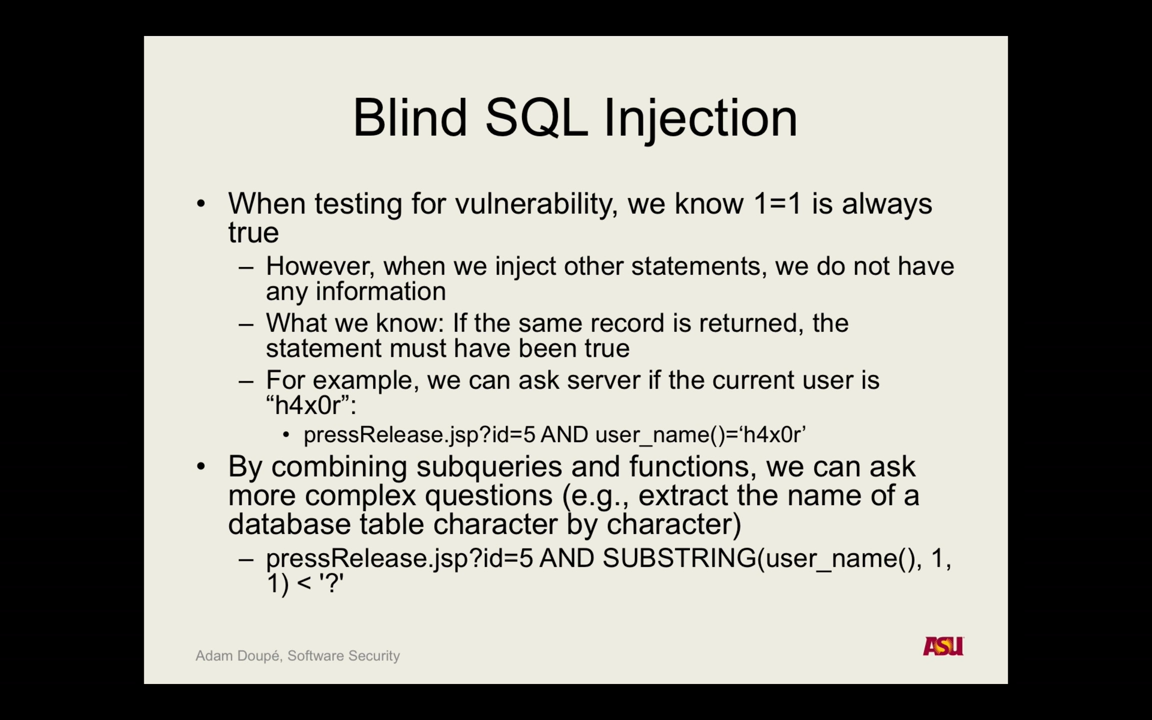 Blind SQL Injection
• When testing for vulnerability, we know 1=1 is always
true
– However, when we inject other statements, we do not have
any information
– What we know: If the same record is returned, the
statement must have been true
– For example, we can ask server if the current user is
“h4x0r”:
• pressRelease.jsp?id=5 AND user_name()=‘h4x0r’
• By combining subqueries and functions, we can ask
more complex questions (e.g., extract the name of a
database table character by character)
– pressRelease.jsp?id=5 AND SUBSTRING(user_name(), 1,
1) < '?'
Adam Doupé, Software Security
ASU